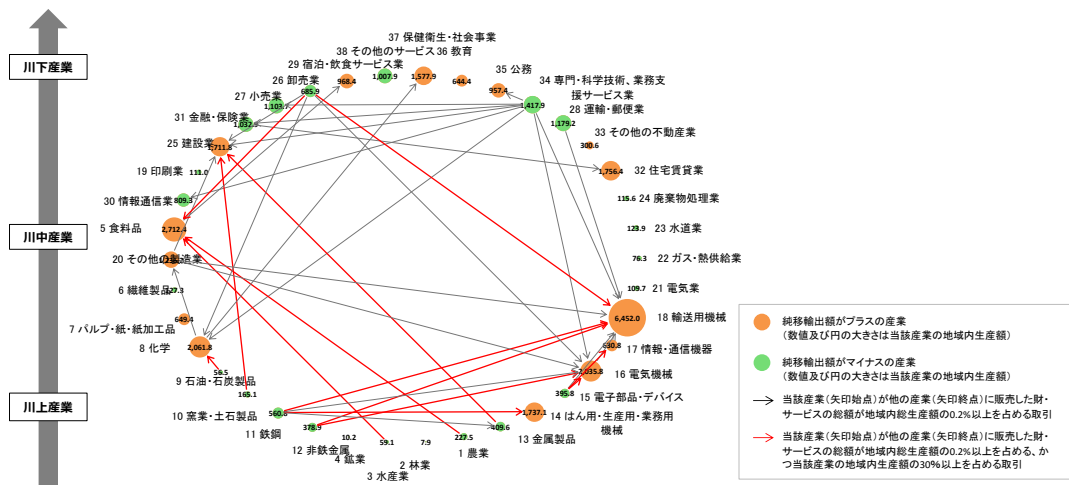 川下産業
川中産業
川上産業
37 保健衛生・社会事業
38 その他のサービス
36 教育
29 宿泊・飲食サービス業
35 公務
26 卸売業
34 専門・科学技術、業務支
援サービス業
27 小売業
28 運輸・郵便業
31 金融・保険業
33 その他の不動産業
25 建設業
32 住宅賃貸業
19 印刷業
24 廃棄物処理業
30 情報通信業
23 水道業
5 食料品
22 ガス・熱供給業
20 その他の製造業
21 電気業
6 繊維製品
18 輸送用機械
7 パルプ・紙・紙加工品
17 情報・通信機器
8 化学
16 電気機械
9 石油・石炭製品
15 電子部品・デバイス
10 窯業・土石製品
14 はん用・生産用・業務用
機械
11 鉄鋼
13 金属製品
12 非鉄金属
1 農業
4 鉱業
2 林業
3 水産業
685.9
968.4
1,007.9
1,577.9
644.4
957.4
1,417.9
1,179.2
300.6
1,756.4
115.6
123.9
76.3
109.7
6,452.0
630.8
2,035.8
395.8
1,737.1
409.6
227.5
7.9
59.1
10.2
378.9
560.8
165.1
56.5
2,061.8
649.4
2,712.4
809.3
111.0
1,711.8
純移輸出額がプラスの産業
(数値及び円の大きさは当該産業の地域内生産額)
純移輸出額がマイナスの産業
(数値及び円の大きさは当該産業の地域内生産額)
当該産業(矢印始点)が他の産業(矢印終点)に販売した財・
サービスの総額が地域内総生産額の0.2%以上を占める取引
当該産業(矢印始点)が他の産業(矢印終点)に販売した財・
サービスの総額が地域内総生産額の0.2%以上を占める、か
つ当該産業の地域内生産額の30%以上を占める取引